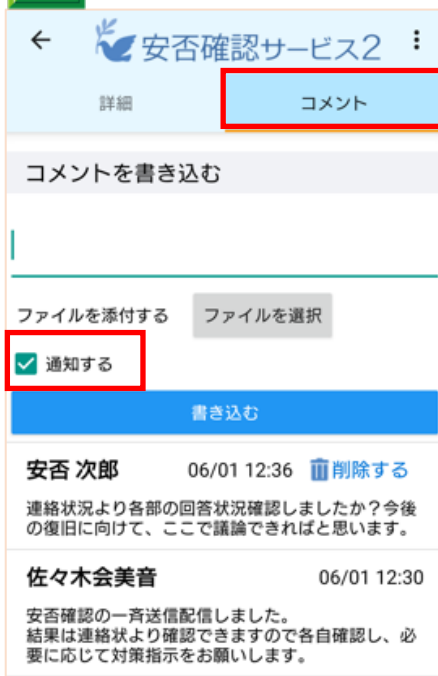 安否確認サービス2
詳細 コメント
コメントを書き込む
ファイルを添付する ファイルを選択
通知する
書き込む
安否 次郎 06/01 12:36 削除する
連絡状況より各部の回答状況確認しましたか？今後
の復旧に向けて、ここで議論できればと思います。
佐々木会美音 06/01 12:30
安否確認の一斉送信配信しました。
結果は連絡状より確認できますので各自確認し、必
要に応じて対策指示をお願いします。